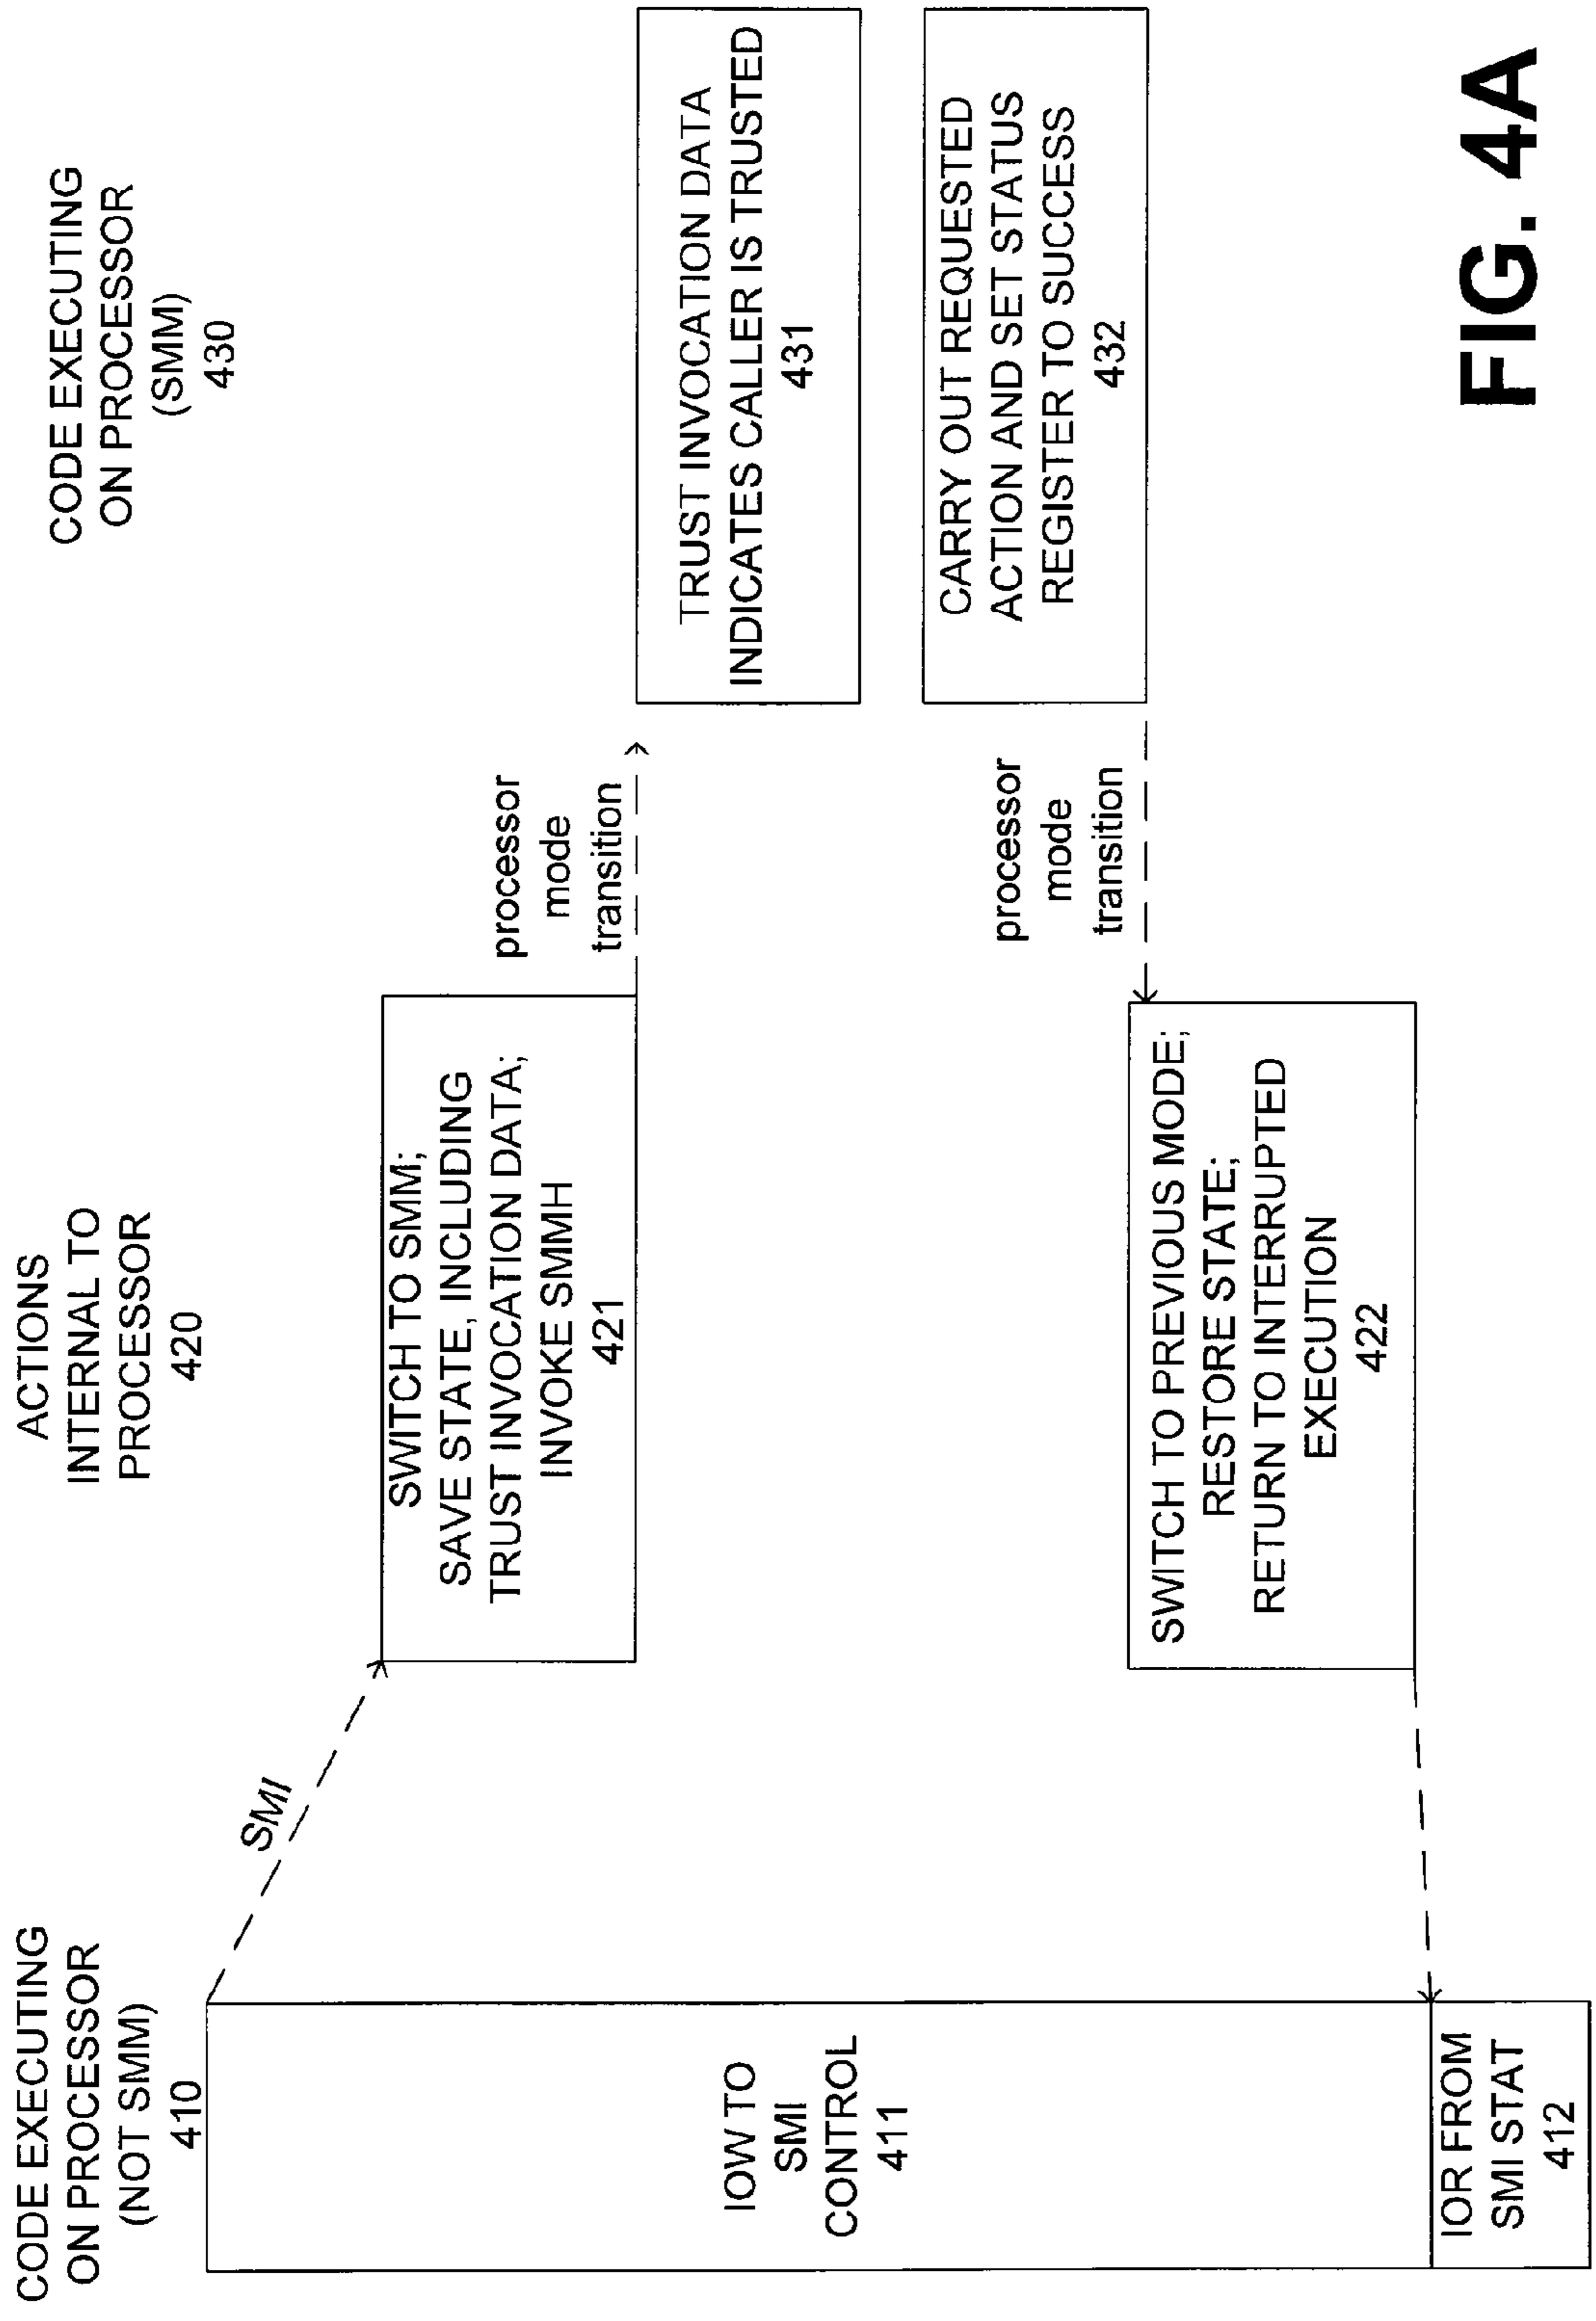 CODE EXECUTING
ON PROCESSOR
(NOT SMM)
410
ACTIONS
INTERNAL TO
PROCESSOR
420
CODE EXECUTING
ON PROCESSOR
(SMM)
430
SMI
IOW TO
SMI
CONTROL
411
SWITCH TO SMM;
SAVE STATE, INCLUDING
TRUST INVOCATION DATA;
INVOKE SMMH
421
processor
mode
transition
TRUST INVOCATION DATA
INDICATES CALLER IS TRUSTED
431
CARRY OUT REQUESTED
ACTION AND SET STATUS
REGISTER TO SUCCESS
432
processor
mode
transition
SWITCH TO PREVIOUS MODE;
RESTORE STATE;
RETURN TO INTERRUPTED
EXECUTION
422
IOR FROM
SMI STAT
412
FIG. 4A